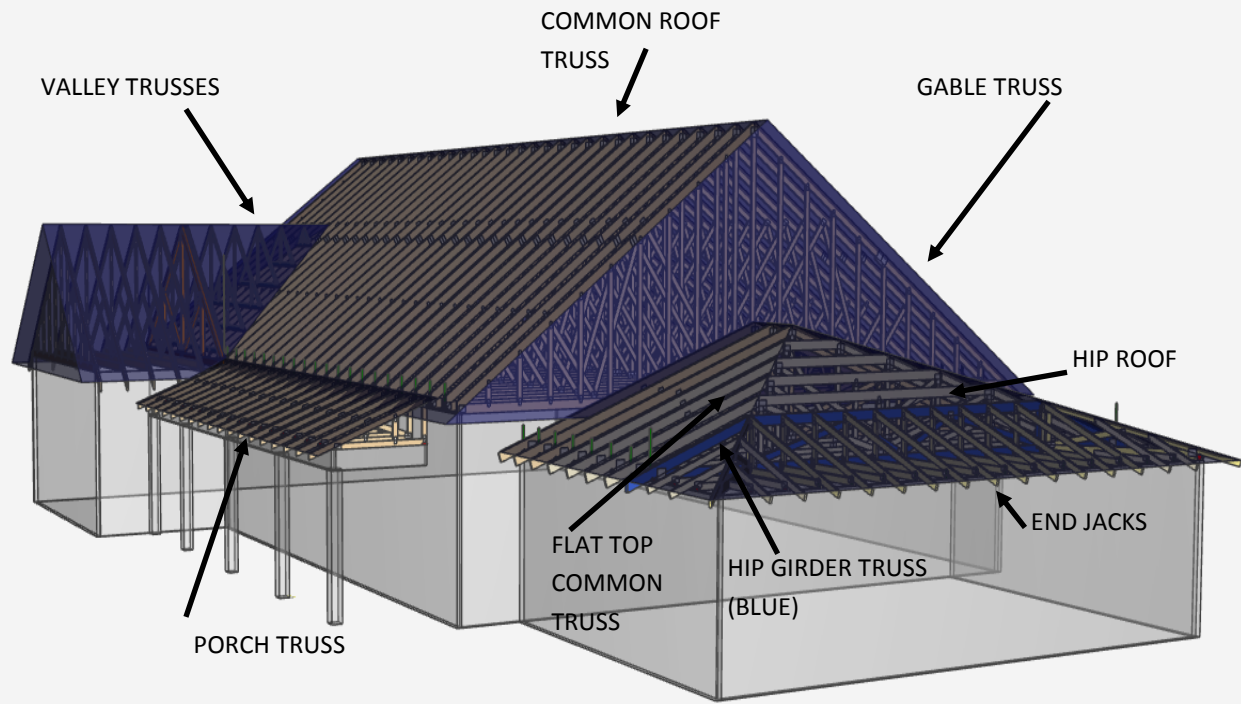 COMMON ROOF
TRUSS
VALLEY TRUSSES
GABLE TRUSS
HIP ROOF
END JACKS
FLAT TOP
COMMON
TRUSS
HIP GIRDER TRUSS
(BLUE)
PORCH TRUSS